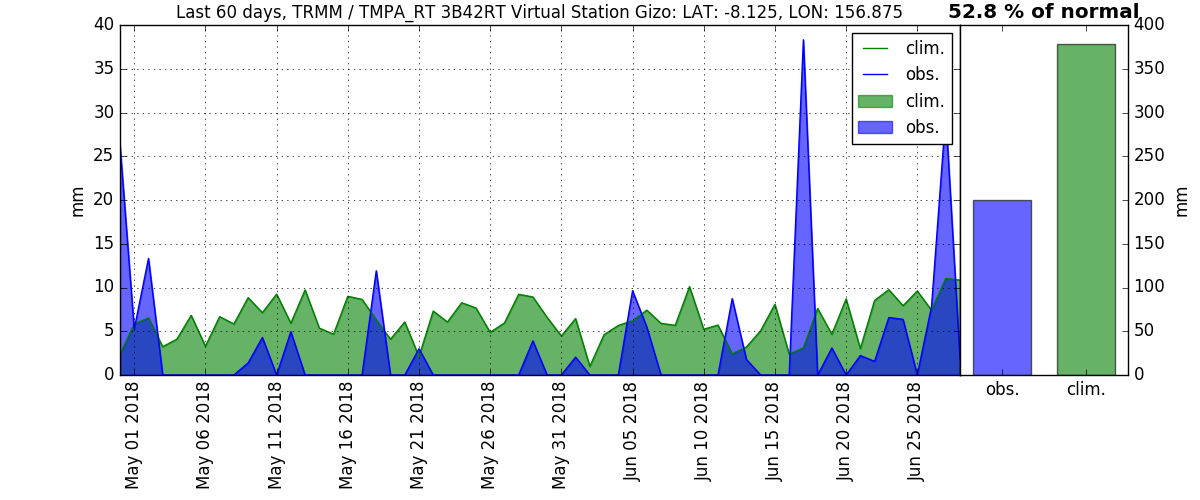 Last 60 days, TRMM / TMPA_RT 3B42RT Virtual Station Gizo: LAT: -8.125, LON: 156.875
52.8 % of normal
40
35
30
25
20
15
10
5
0
mm
clim.
obs.
clim.
obs.
400
350
300
250
200
150
100
50
0
mm
May 01 2018
May 06 2018
May 11 2018
May 16 2018
May 21 2018
May 26 2018
May 31 2018
Jun 05 2018
Jun 10 2018
Jun 15 2018
Jun 20 2018
Jun 25 2018
obs.
clim.